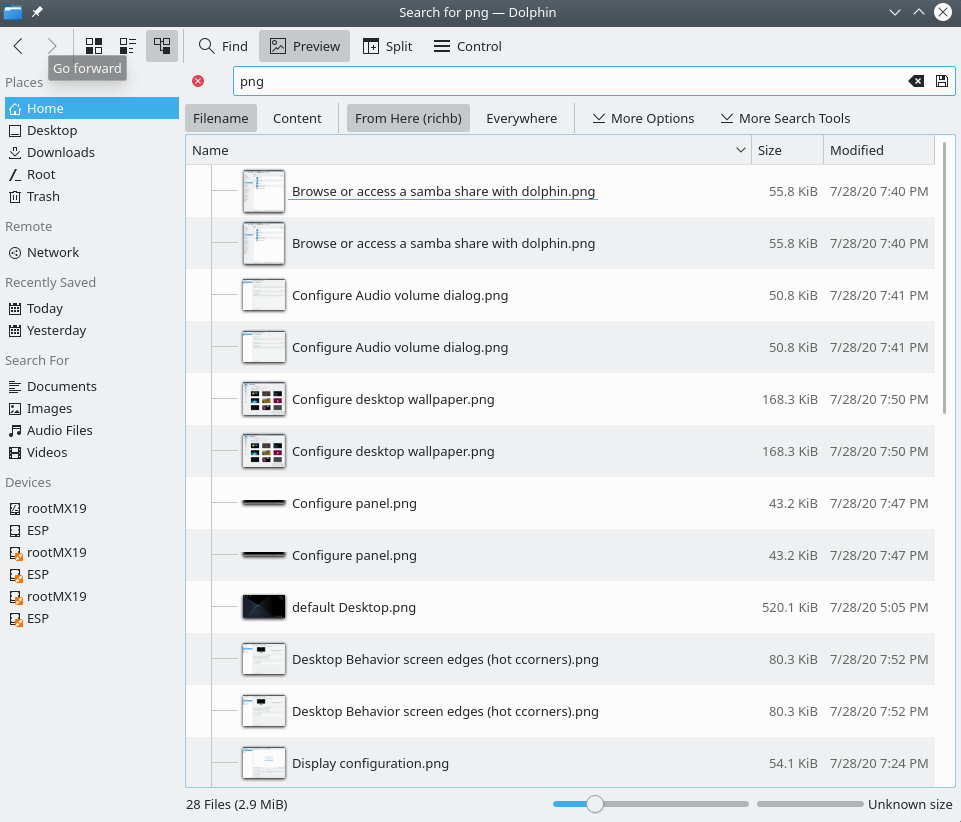 Search for png — Dolphin
Find Preview Split Control
Go forward
Places
Home
Desktop
Downloads
Root
Trash
Remote
Network
Recently Saved
Today
Yesterday
Search For
Documents
Images
Audio Files
Videos
Devices
rootMX19
ESP
rootMX19
ESP
rootMX19
ESP
png
Filename Content From Here (richb) Everywhere More Options More Search Tools
Name Size Modified
Browse or access a samba share with dolphin.png 55.8 KiB 7/28/20 7:40 PM
Browse or access a samba share with dolphin.png 55.8 KiB 7/28/20 7:40 PM
Configure Audio volume dialog.png 50.8 KiB 7/28/20 7:41 PM
Configure Audio volume dialog.png 50.8 KiB 7/28/20 7:41 PM
Configure desktop wallpaper.png 168.3 KiB 7/28/20 7:50 PM
Configure desktop wallpaper.png 168.3 KiB 7/28/20 7:50 PM
Configure panel.png 43.2 KiB 7/28/20 7:47 PM
Configure panel.png 43.2 KiB 7/28/20 7:47 PM
default Desktop.png 520.1 KiB 7/28/20 5:05 PM
Desktop Behavior screen edges (hot ccorners).png 80.3 KiB 7/28/20 7:52 PM
Desktop Behavior screen edges (hot ccorners).png 80.3 KiB 7/28/20 7:52 PM
Display configuration.png 54.1 KiB 7/28/20 7:24 PM
28 Files (2.9 MiB) Unknown size